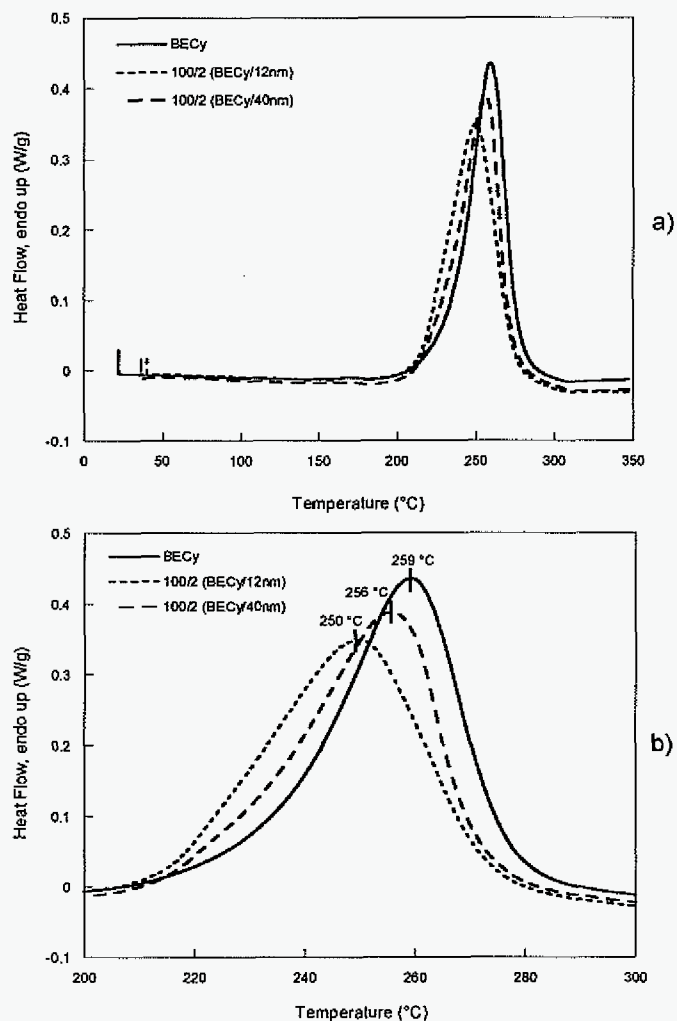 0.5
BECy
100/2 (BECy/12nm)
100/2 (BECy/40nm)
0.4
0.3
0.2
0.1
0
-0.1
Heat Flow, endo up (W/g)
0 50 100 150 200 250 300 350
Temperature (°C)
a)
0.5
BECy
100/2 (BECy/12nm)
100/2 (BECy/40nm)
259 °C
256 °C
250 °C
0.4
0.3
0.2
0.1
0
-0.1
Heat Flow, endo up (W/g)
200 220 240 260 280 300
Temperature (°C)
b)